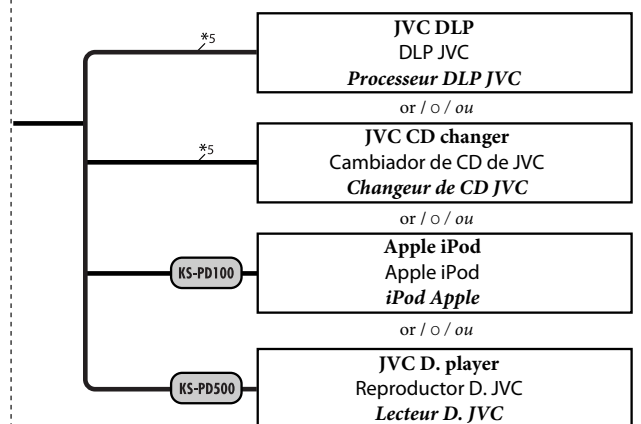 *5
JVC DLP
DLP JVC
Processeur DLP JVC
or / o / ou
*5
JVC CD changer
Cambiador de CD de JVC
Changeur de CD JVC
or / o / ou
KS-PD100
Apple iPod
Apple iPod
iPod Apple
or / o / ou
KS-PD500
JVC D. player
Reproductor D. JVC
Lecteur D. JVC